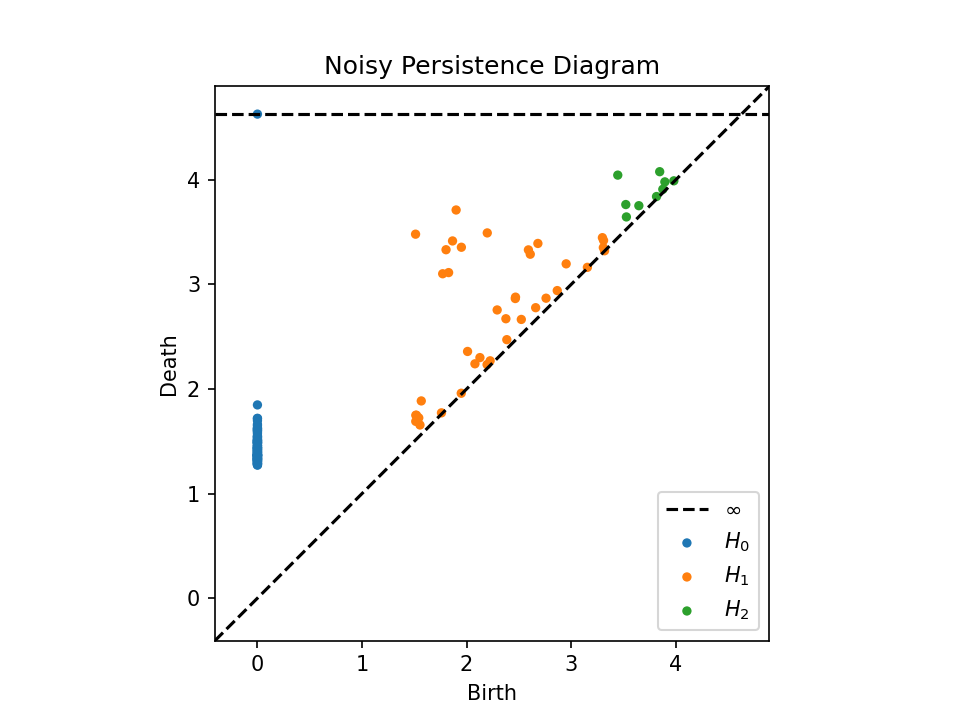 Noisy Persistence Diagram
Death
4
3
2
1
0
0 1 2 3 4
Birth
∞
H₀
H₁
H₂